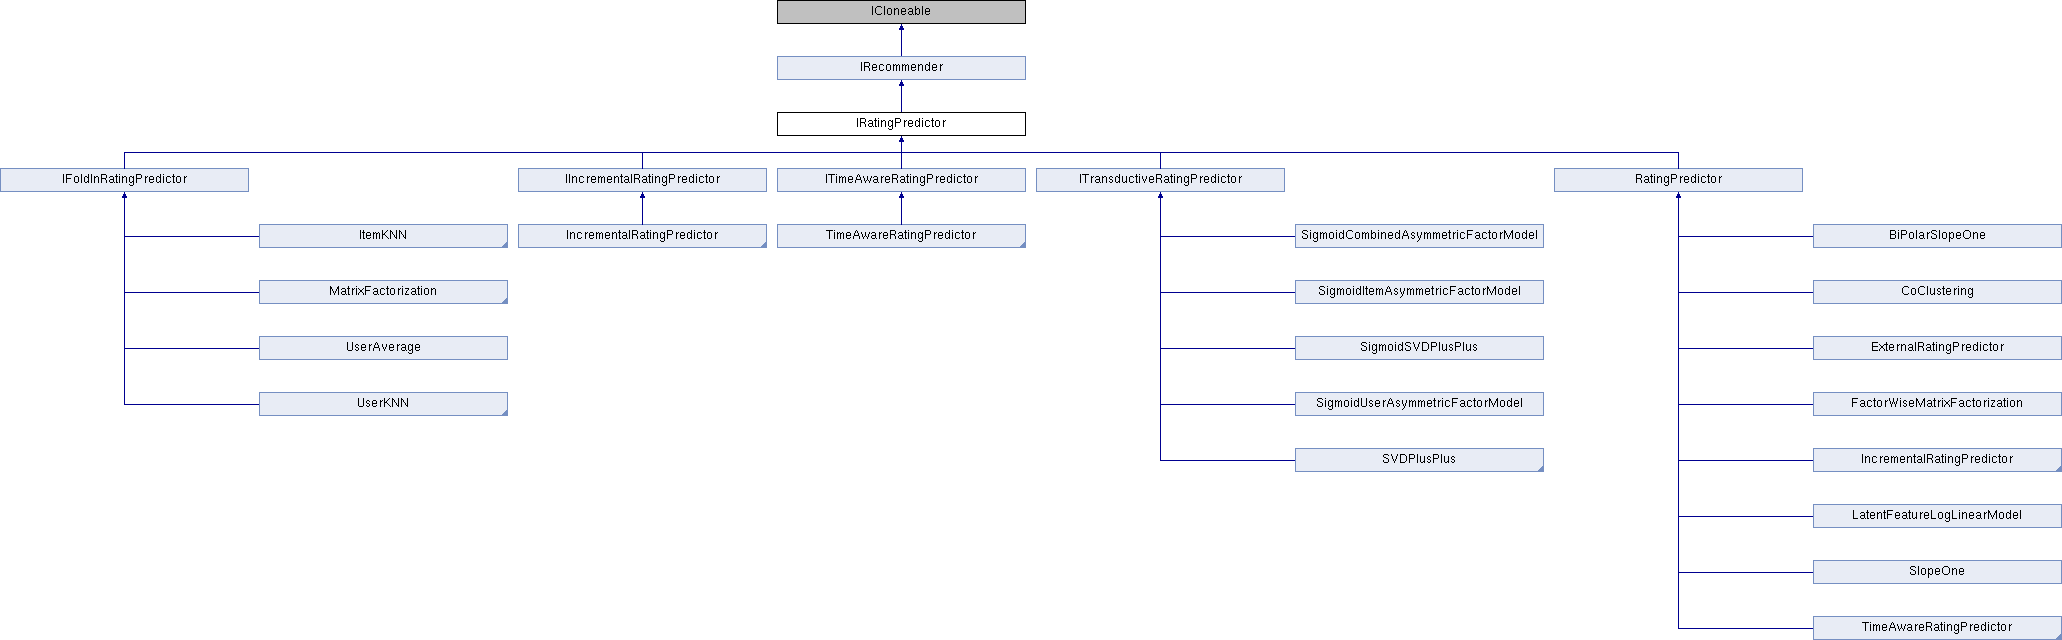 ICloneable
IRecommender
IRatingPredictor
IFoldInRatingPredictor
IIncrementalRatingPredictor
ITimeAwareRatingPredictor
ITransductiveRatingPredictor
RatingPredictor
ItemKNN
IncrementalRatingPredictor
TimeAwareRatingPredictor
SigmoidCombinedAsymmetricFactorModel
BiPolarSlopeOne
MatrixFactorization
SigmoidItemAsymmetricFactorModel
CoClustering
UserAverage
SigmoidSVDPlusPlus
ExternalRatingPredictor
UserKNN
SigmoidUserAsymmetricFactorModel
FactorWiseMatrixFactorization
SVDPlusPlus
IncrementalRatingPredictor
LatentFeatureLogLinearModel
SlopeOne
TimeAwareRatingPredictor